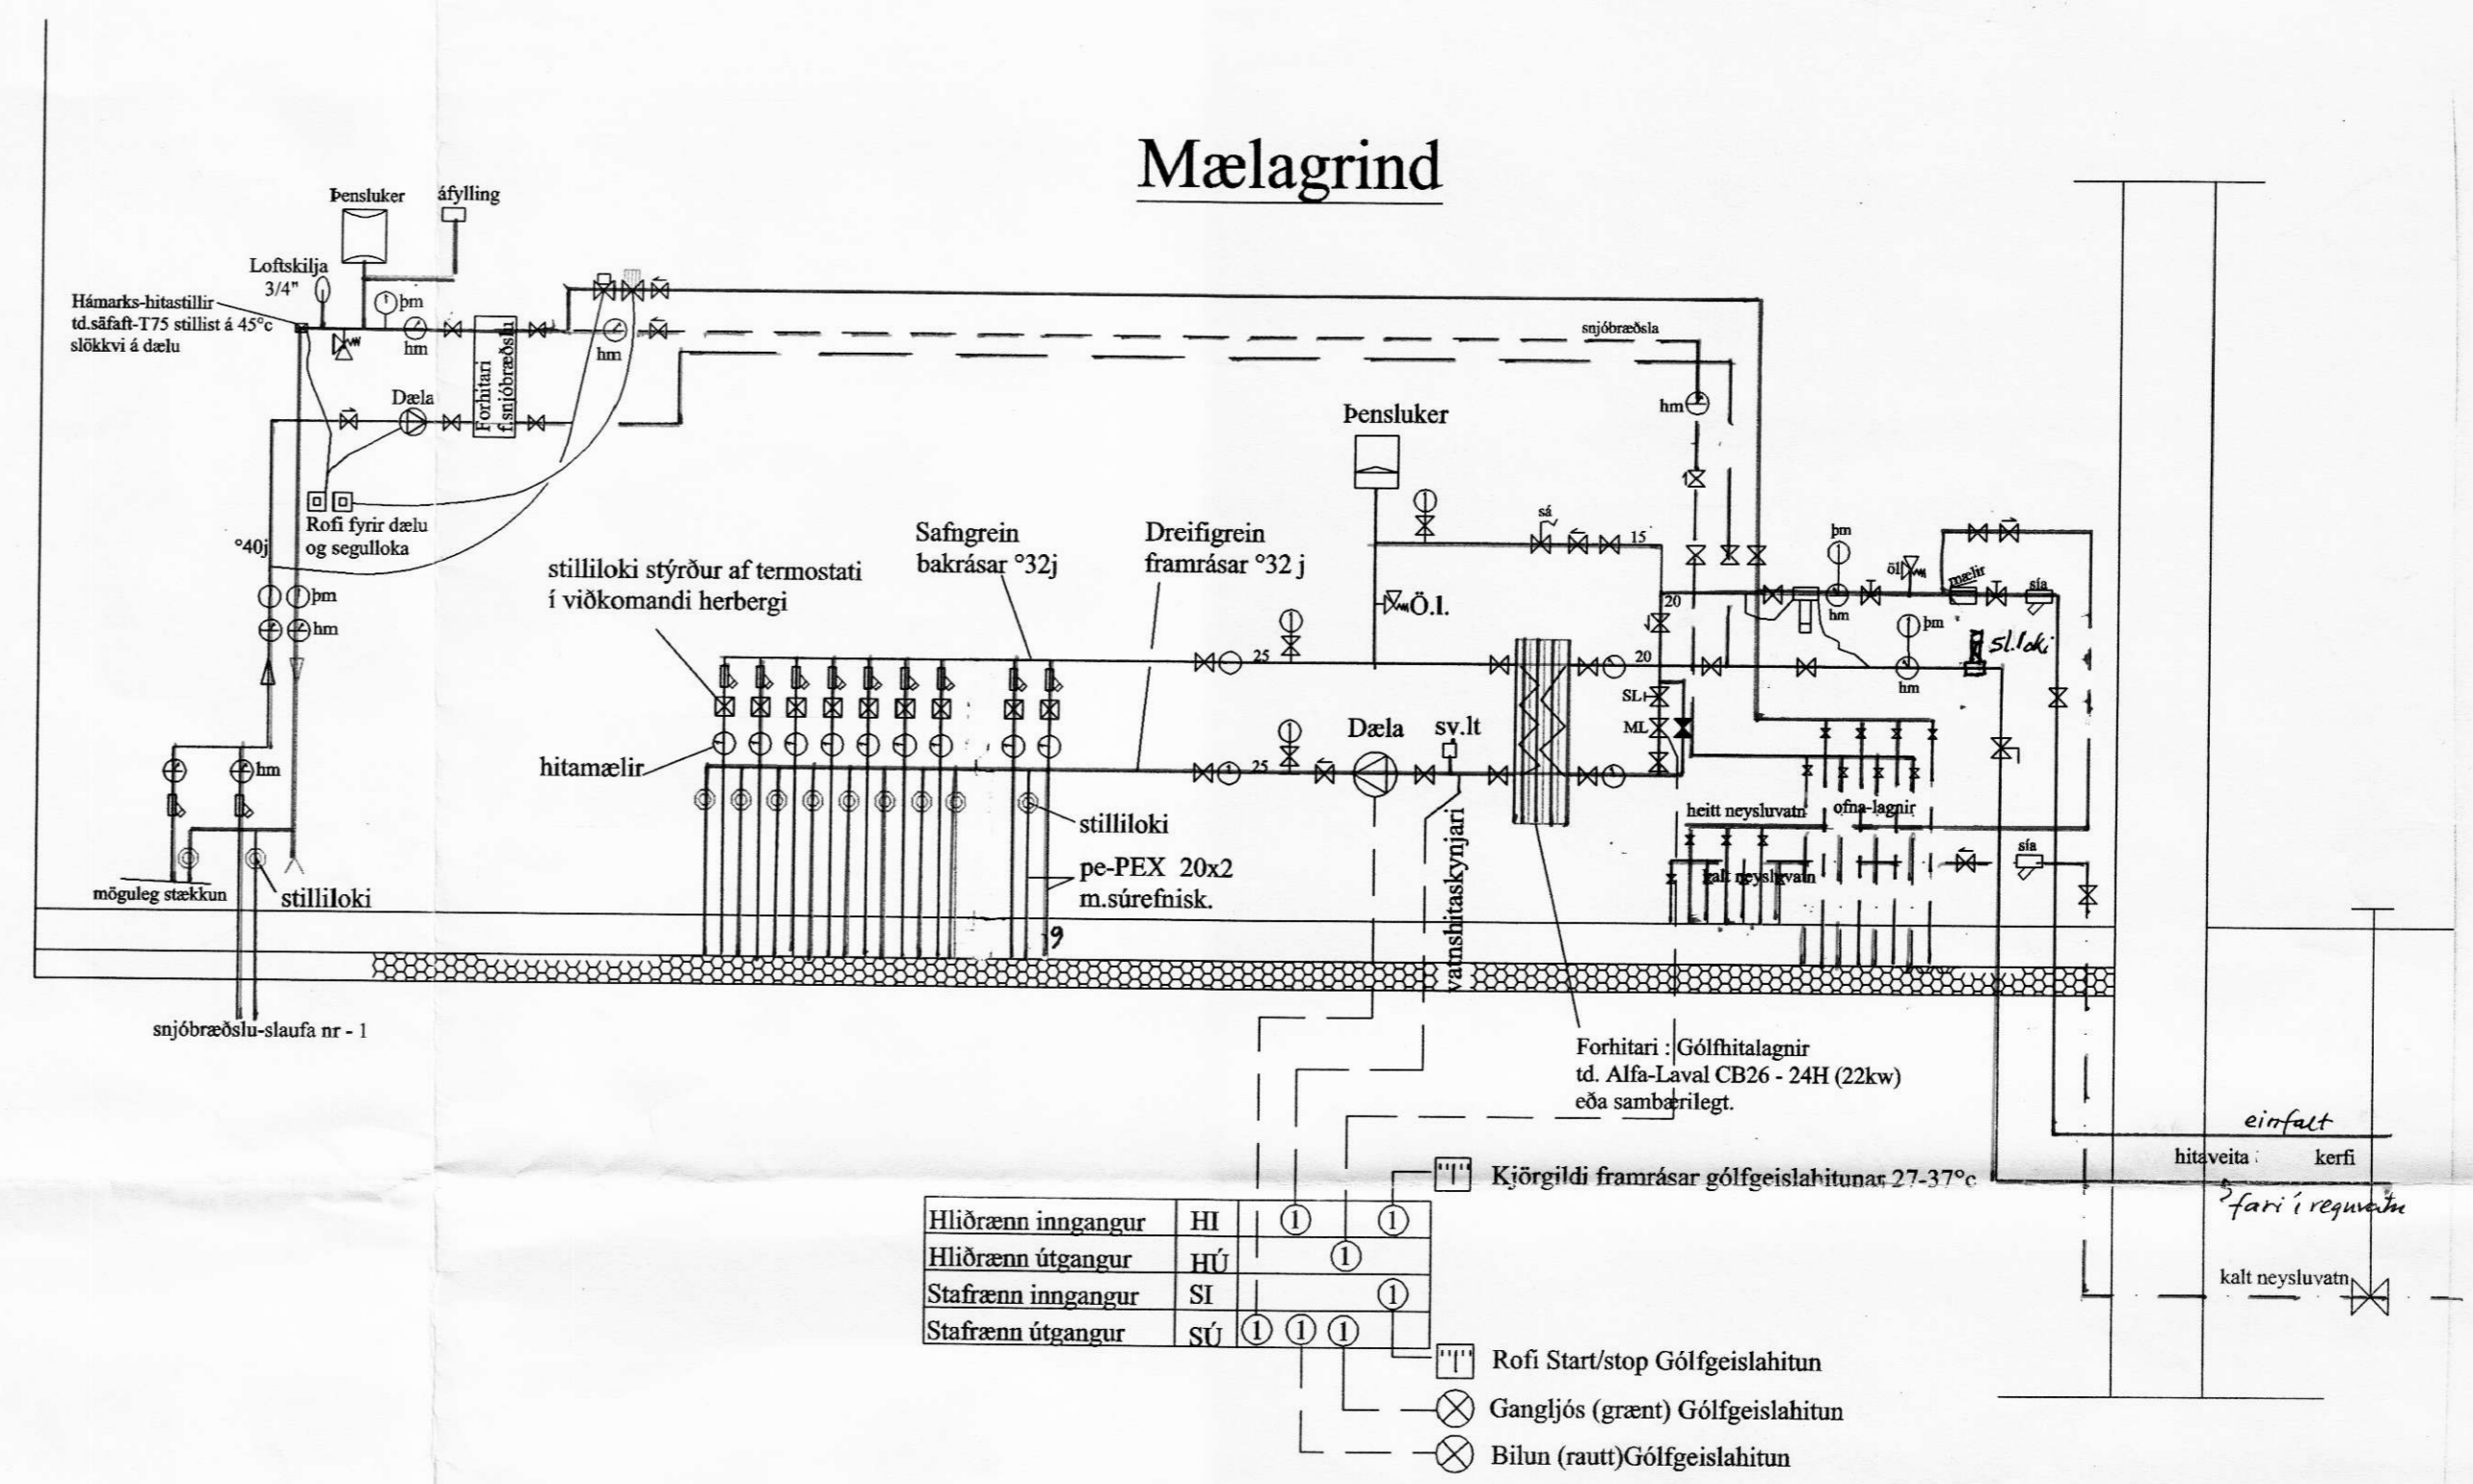 Mælagrind
Þensluker
áfylling
Loftskilja
3/4"
Hámarks-hitastillir
td.säfaft-T75 stillist á 45°c
slökkvi á dælu
þm
hm
hm
Forhitari
f.snjóbræðslu
Dæla
Rofi fyrir dælu
og segulloka
°40j
þm
hm
hm
möguleg stækkun
stilliloki
snjóbræðslu-slaufa nr - 1
stilliloki stýrður af termostati
í viðkomandi herbergi
hitamælir
Safngrein
bakrásar °32j
Dreifigrein
framrásar °32 j
stilliloki
pe-PEX 20x2
m.súrefnisk.
9
25
25
Þensluker
Ö.l.
sá
15
snjóbræðsla
hm
Dæla
sv.lt
vatnshitaskynjari
20
20
SL
ML
þm
hm
öl
mælir
sía
þm
hm
sl.loki
heitt neysluvatn
ofna-lagnir
kalt neysluvatn
sía
Forhitari : Gólfhitalagnir
td. Alfa-Laval CB26 - 24H (22kw)
eða sambærilegt.
einfalt
hitaveita kerfi
fari í regnvatn
kalt neysluvatn
Kjörgildi framrásar gólfgeislahitunar 27-37°c
Hliðrænn inngangur HI 1 1
Hliðrænn útgangur HÚ 1
Stafrænn inngangur SI 1
Stafrænn útgangur SÚ 1 1 1
Rofi Start/stop Gólfgeislahitun
Gangljós (grænt) Gólfgeislahitun
Bilun (rautt)Gólfgeislahitun